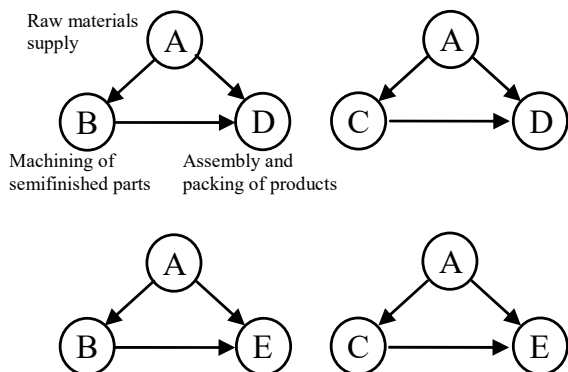 Raw materials
supply
A
A
B
D
C
D
Machining of
semifinished parts
Assembly and
packing of products
A
A
B
E
C
E